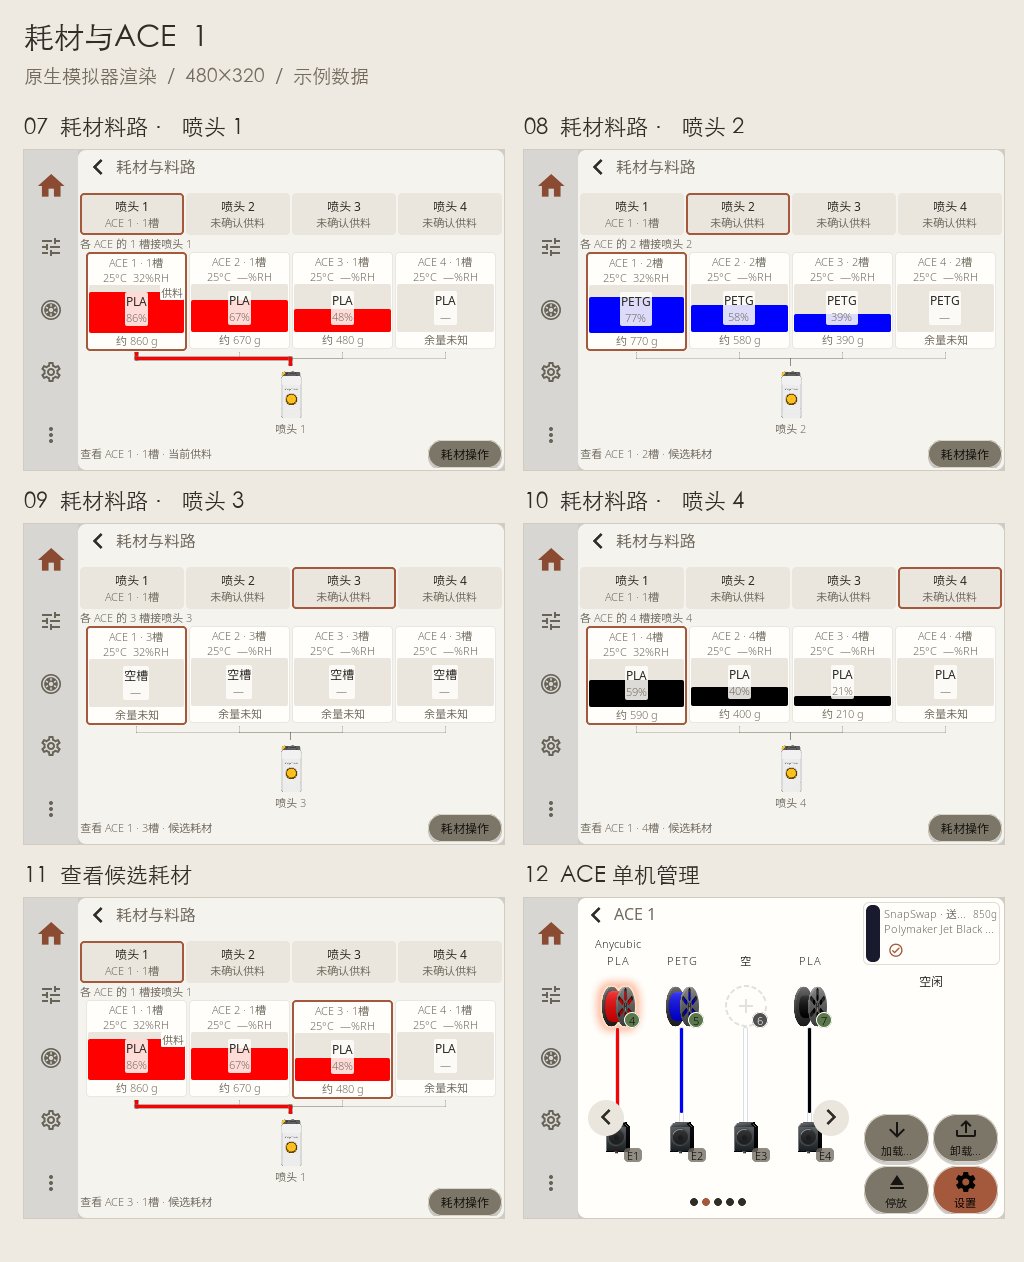 耗材与ACE 1
原生模拟器渲染 / 480×320 / 示例数据
07 耗材料路 · 喷头 1
耗材与料路
喷头 1 喷头 2 喷头 3 喷头 4
ACE 1 · 1槽 未确认供料 未确认供料 未确认供料
各 ACE 的 1 槽接喷头 1
ACE 1 · 1槽 ACE 2 · 1槽 ACE 3 · 1槽 ACE 4 · 1槽
25°C 32%RH 25°C —%RH 25°C —%RH 25°C —%RH
供料
PLA PLA PLA PLA
86% 67% 48% —
约 860 g 约 670 g 约 480 g 余量未知
喷头 1
查看 ACE 1 · 1槽 · 当前供料 耗材操作
08 耗材料路 · 喷头 2
耗材与料路
喷头 1 喷头 2 喷头 3 喷头 4
ACE 1 · 1槽 未确认供料 未确认供料 未确认供料
各 ACE 的 2 槽接喷头 2
ACE 1 · 2槽 ACE 2 · 2槽 ACE 3 · 2槽 ACE 4 · 2槽
25°C 32%RH 25°C —%RH 25°C —%RH 25°C —%RH
PETG PETG PETG PETG
77% 58% 39% —
约 770 g 约 580 g 约 390 g 余量未知
喷头 2
查看 ACE 1 · 2槽 · 候选耗材 耗材操作
09 耗材料路 · 喷头 3
耗材与料路
喷头 1 喷头 2 喷头 3 喷头 4
ACE 1 · 1槽 未确认供料 未确认供料 未确认供料
各 ACE 的 3 槽接喷头 3
ACE 1 · 3槽 ACE 2 · 3槽 ACE 3 · 3槽 ACE 4 · 3槽
25°C 32%RH 25°C —%RH 25°C —%RH 25°C —%RH
空槽 空槽 空槽 空槽
— — — —
余量未知 余量未知 余量未知 余量未知
喷头 3
查看 ACE 1 · 3槽 · 候选耗材 耗材操作
10 耗材料路 · 喷头 4
耗材与料路
喷头 1 喷头 2 喷头 3 喷头 4
ACE 1 · 1槽 未确认供料 未确认供料 未确认供料
各 ACE 的 4 槽接喷头 4
ACE 1 · 4槽 ACE 2 · 4槽 ACE 3 · 4槽 ACE 4 · 4槽
25°C 32%RH 25°C —%RH 25°C —%RH 25°C —%RH
PLA PLA PLA PLA
59% 40% 21% —
约 590 g 约 400 g 约 210 g 余量未知
喷头 4
查看 ACE 1 · 4槽 · 候选耗材 耗材操作
11 查看候选耗材
耗材与料路
喷头 1 喷头 2 喷头 3 喷头 4
ACE 1 · 1槽 未确认供料 未确认供料 未确认供料
各 ACE 的 1 槽接喷头 1
ACE 1 · 1槽 ACE 2 · 1槽 ACE 3 · 1槽 ACE 4 · 1槽
25°C 32%RH 25°C —%RH 25°C —%RH 25°C —%RH
供料
PLA PLA PLA PLA
86% 67% 48% —
约 860 g 约 670 g 约 480 g 余量未知
喷头 1
查看 ACE 3 · 1槽 · 候选耗材 耗材操作
12 ACE 单机管理
ACE 1
SnapSwap · 送... 850g
Polymaker Jet Black ...
Anycubic
PLA PETG 空 PLA
空闲
4 5 6 7
E1 E2 E3 E4
加载... 卸载...
停放 设置